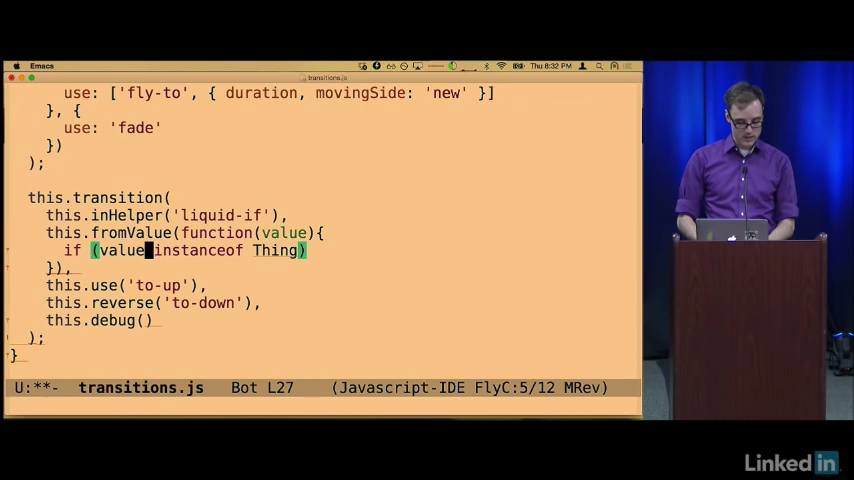 Emacs
Thu 8:32 PM
transitions.js
use: ['fly-to', { duration, movingSide: 'new' }]
}, {
use: 'fade'
})
);
this.transition(
this.inHelper('liquid-if'),
this.fromValue(function(value){
if (value instanceof Thing)
}),
this.use('to-up'),
this.reverse('to-down'),
this.debug()
);
}
U:**-  transitions.js   Bot L27    (Javascript-IDE FlyC:5/12 MRev)
Linked in